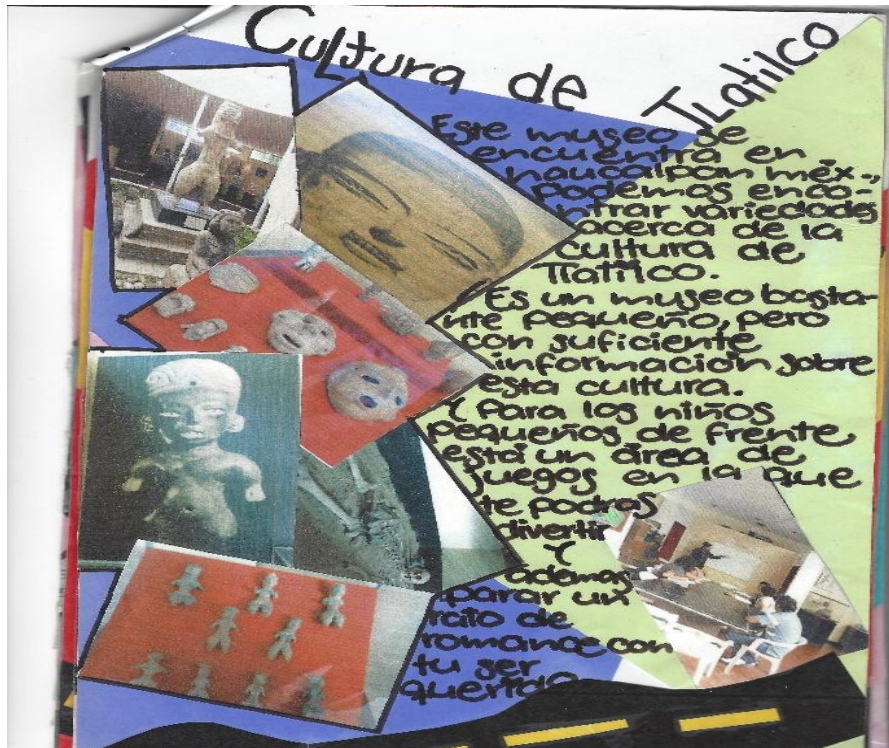 Cultura de Tlatilco
Este museo se
encuentra en
naucalpan méx.,
podemos enco-
ntrar variedades
acerca de la
cultura de
Tlatilco.
Es un museo basta-
nte pequeño, pero
con suficiente
información sobre
esta cultura.
Y para los niños
pequeños de frente
está un área de
juegos en la que
te podras
divertir
Y
además
parar un
rato de
romance con
tu ser
querido